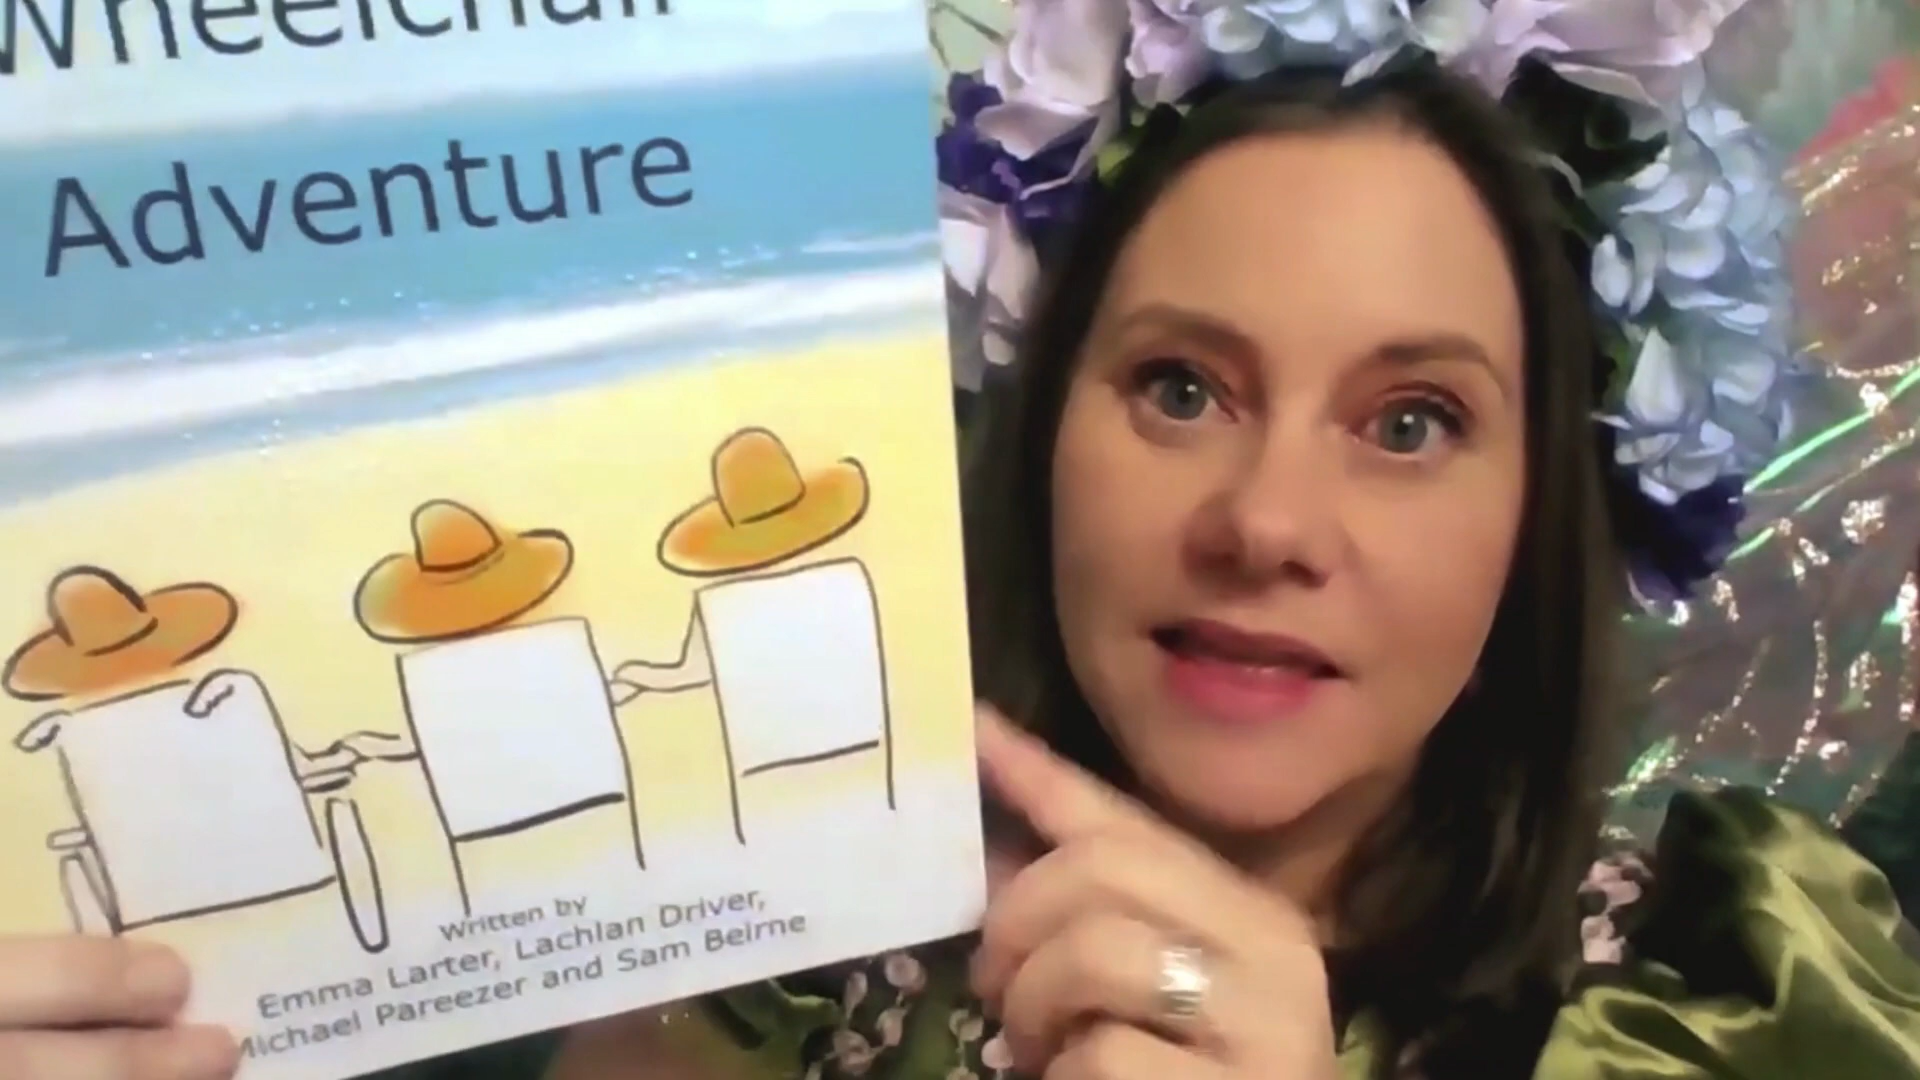 Wheelchair
Adventure
Written by
Emma Larter, Lachlan Driver,
Michael Pareezer and Sam Beirne